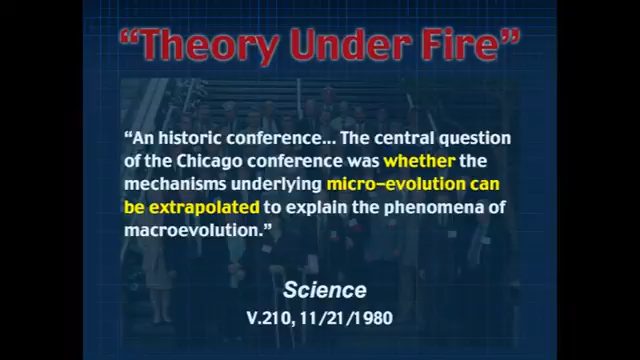 “Theory Under Fire”
“An historic conference... The central question
of the Chicago conference was whether the
mechanisms underlying micro-evolution can
be extrapolated to explain the phenomena of
macroevolution.”
Science
V.210, 11/21/1980